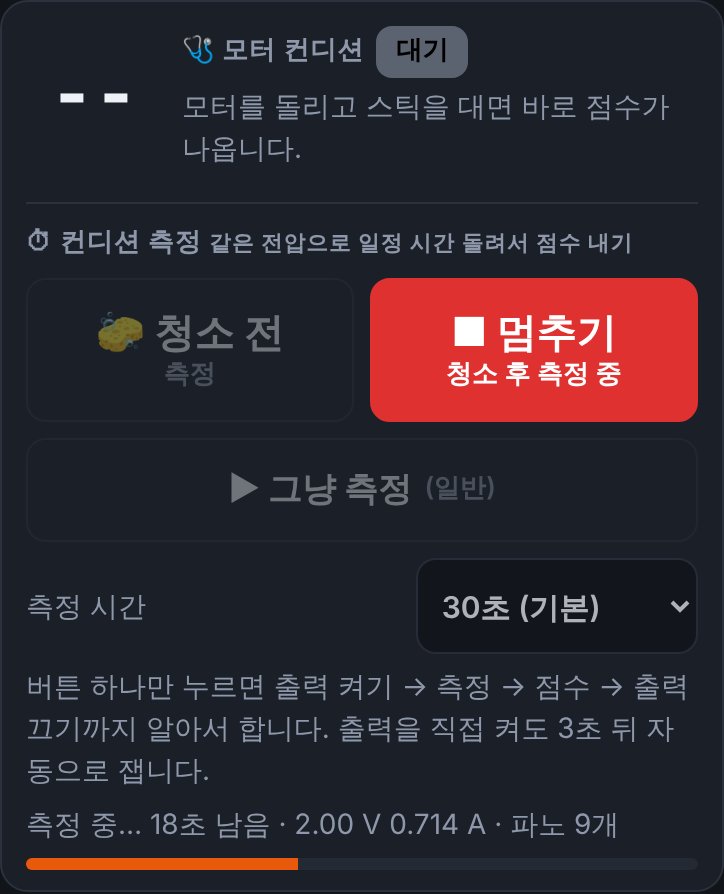 🩺 모터 컨디션 대기
--
모터를 돌리고 스틱을 대면 바로 점수가
나옵니다.
⏱ 컨디션 측정 같은 전압으로 일정 시간 돌려서 점수 내기
🧽 청소 전
측정
■ 멈추기
청소 후 측정 중
▶ 그냥 측정 (일반)
측정 시간
30초 (기본)
버튼 하나만 누르면 출력 켜기 → 측정 → 점수 → 출력
끄기까지 알아서 합니다. 출력을 직접 켜도 3초 뒤 자
동으로 잽니다.
측정 중… 18초 남음 · 2.00 V 0.714 A · 파노 9개